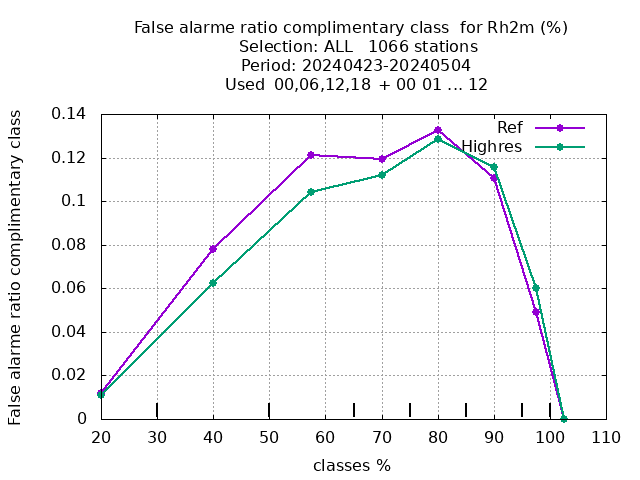 False alarme ratio complimentary class  for Rh2m (%)
Selection: ALL   1066 stations
Period: 20240423-20240504
Used  00,06,12,18  + 00 01 ... 12
False alarme ratio complimentary class
0.14
0.12
0.1
0.08
0.06
0.04
0.02
0
Ref
Highres
20 30 40 50 60 70 80 90 100 110
classes %